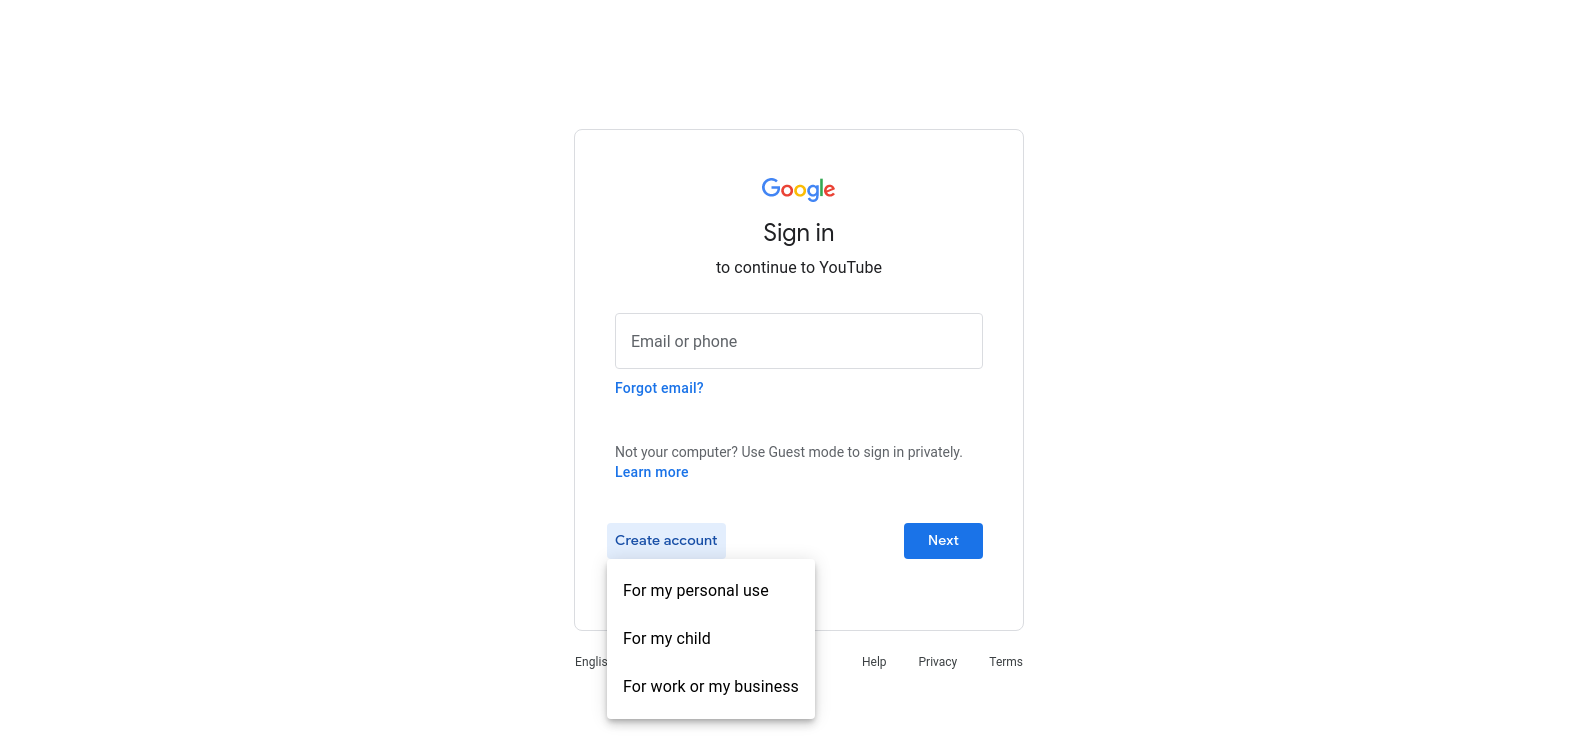 Google
Sign in
to continue to YouTube
Email or phone
Forgot email?
Not your computer? Use Guest mode to sign in privately.
Learn more
Create account
Next
For my personal use
For my child
For work or my business
Help
Privacy
Terms